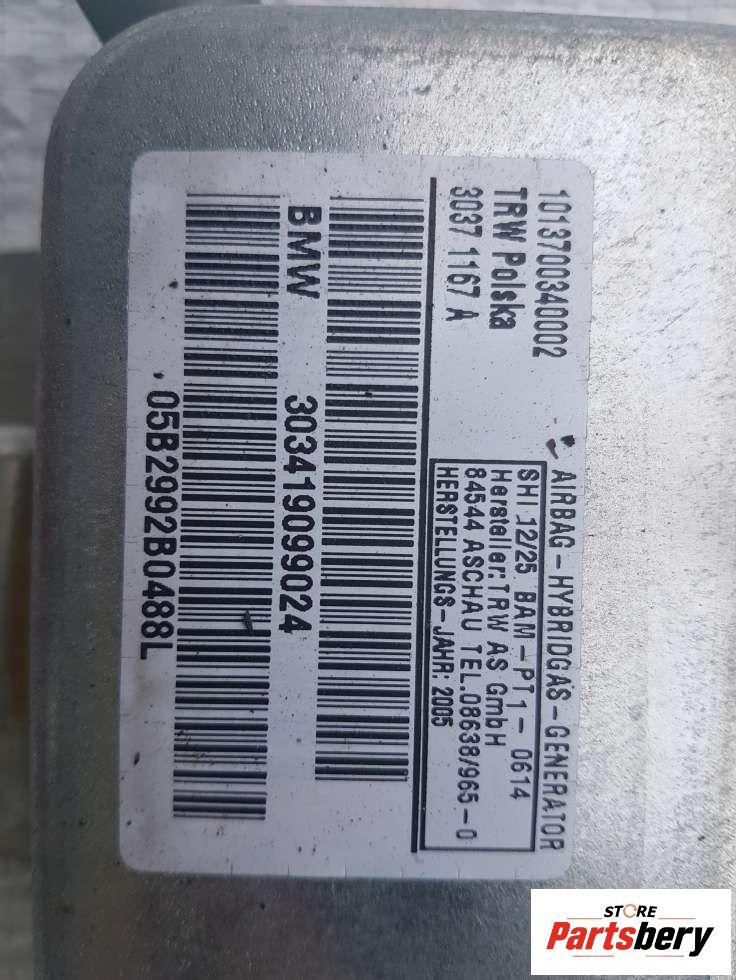 1013700340002
TRW Polska
3037 1167 A
AIRBAG-HYBRIDGAS-GENERATOR
SHI 12/25 BAM-PT1-0614
Hersteller:TRW AS GmbH
84544 ASCHAU TEL.08638/965-0
HERSTELLUNGS-JAHR: 2005
BMW 303419099024
05B2992B0488L
STORE
Partsbery